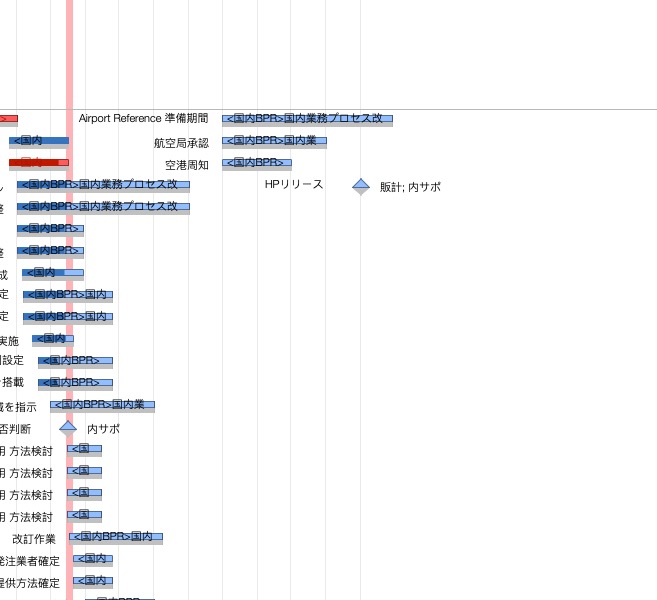 Airport Reference 準備期間 <国内BPR>国内業務プロセス改
<国内 航空局承認 <国内BPR>国内業
空港周知 <国内BPR>
<国内BPR>国内業務プロセス改 HPリリース 販計; 内サポ
整 <国内BPR>国内業務プロセス改
<国内BPR>
整 <国内BPR>
成 <国内
定 <国内BPR>国内
定 <国内BPR>国内
実施 <国内
設定 <国内BPR>
搭載 <国内BPR>
を指示 <国内BPR>国内業
否判断 内サポ
用 方法検討 <国
用 方法検討 <国
用 方法検討 <国
用 方法検討 <国
改訂作業 <国内BPR>国内
発注業者確定 <国内
提供方法確定 <国内